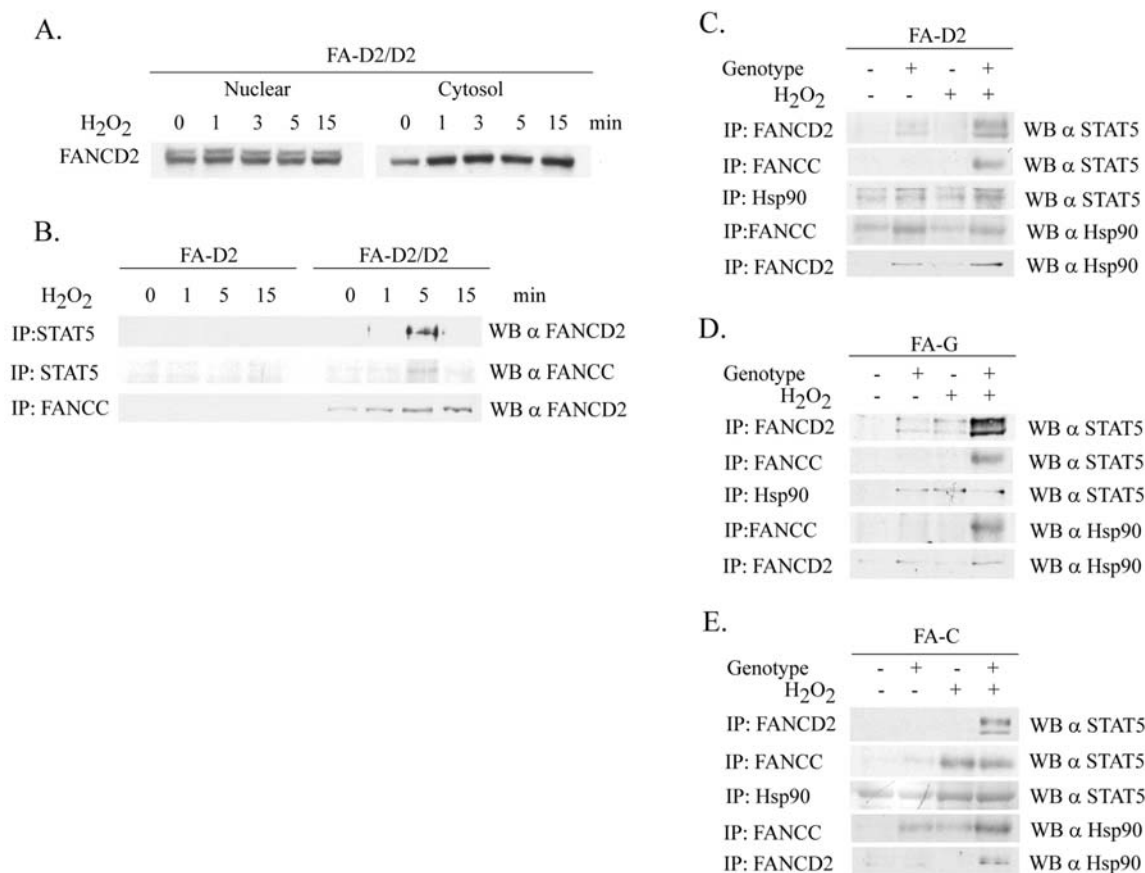 A.
FA-D2/D2
Nuclear Cytosol
H2O2 0 1 3 5 15 0 1 3 5 15 min
FANCD2
B.
FA-D2 FA-D2/D2
H2O2 0 1 5 15 0 1 5 15 min
IP:STAT5 WB α FANCD2
IP: STAT5 WB α FANCC
IP: FANCC WB α FANCD2
C.
FA-D2
Genotype - + - +
H2O2 - - + +
IP: FANCD2 WB α STAT5
IP: FANCC WB α STAT5
IP: Hsp90 WB α STAT5
IP:FANCC WB α Hsp90
IP: FANCD2 WB α Hsp90
D.
FA-G
Genotype - + - +
H2O2 - - + +
IP: FANCD2 WB α STAT5
IP: FANCC WB α STAT5
IP: Hsp90 WB α STAT5
IP:FANCC WB α Hsp90
IP: FANCD2 WB α Hsp90
E.
FA-C
Genotype - + - +
H2O2 - - + +
IP: FANCD2 WB α STAT5
IP: FANCC WB α STAT5
IP: Hsp90 WB α STAT5
IP: FANCC WB α Hsp90
IP: FANCD2 WB α Hsp90